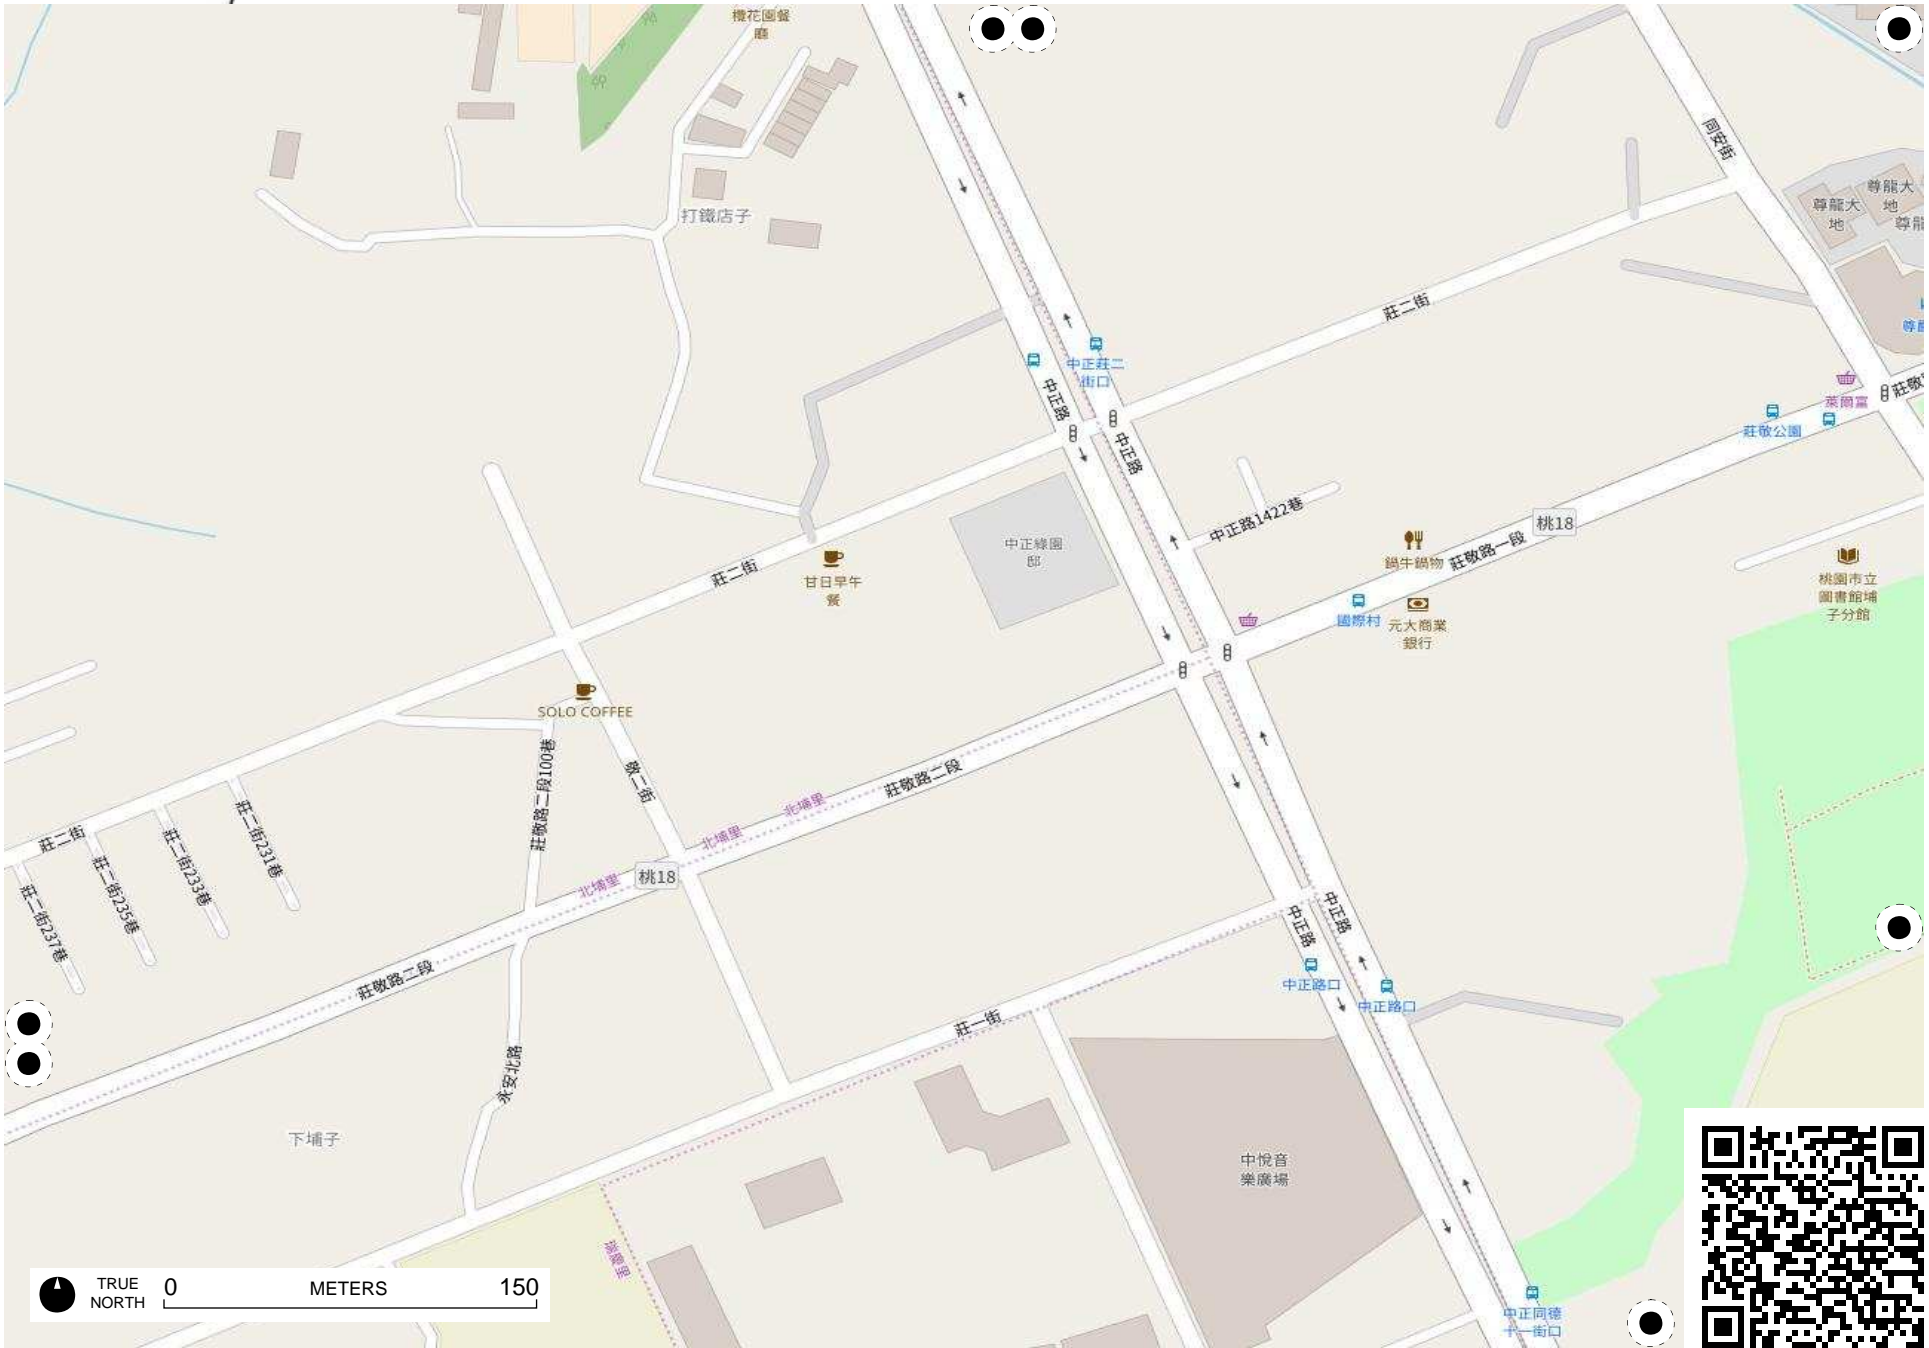 櫻花園餐
廳
同安街
打鐵店子
尊龍大
地
尊龍大
地
莊二街
中正莊二
街口
中正路
中正路
萊爾富
莊敬公園
中正路1422巷
桃18
莊敬路一段
鍋牛鍋物
中正綠園
邸
莊二街
甘日早午
餐
國際村
元大商業
銀行
桃園市立
圖書館埔
子分館
SOLO COFFEE
莊敬路二段100巷
敬二街
莊敬路二段
北埔里
北埔里
北埔里
桃18
莊二街
莊二街231巷
莊二街233巷
莊二街235巷
莊二街237巷
莊敬路二段
中正路
中正路
中正路口
中正路口
莊一街
永安北路
下埔子
中悅音
樂廣場
中正同德
十一街口
TRUE
NORTH
0 METERS 150